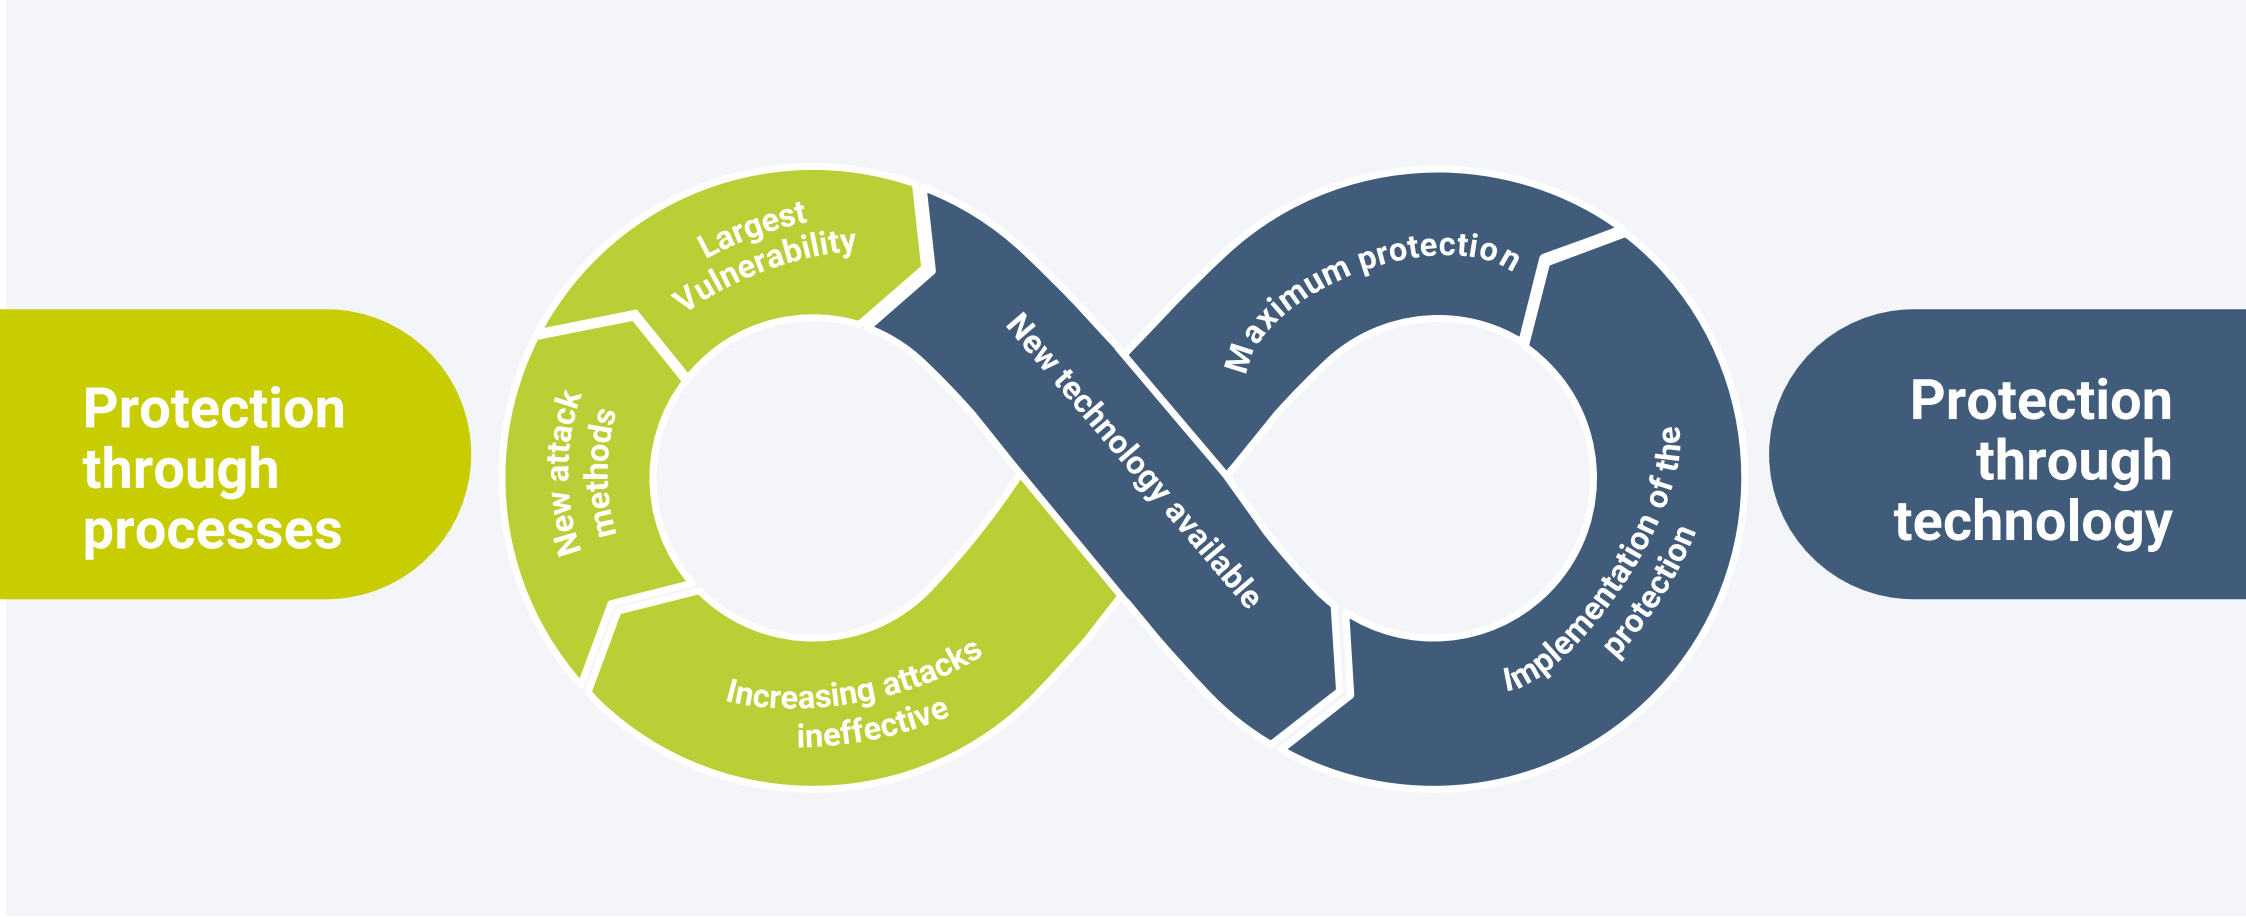 Protection
through
processes
Largest
Vulnerability
New attack
methods
Increasing attacks
ineffective
New technology available
Maximum protection
Implementation of the
protection
Protection
through
technology